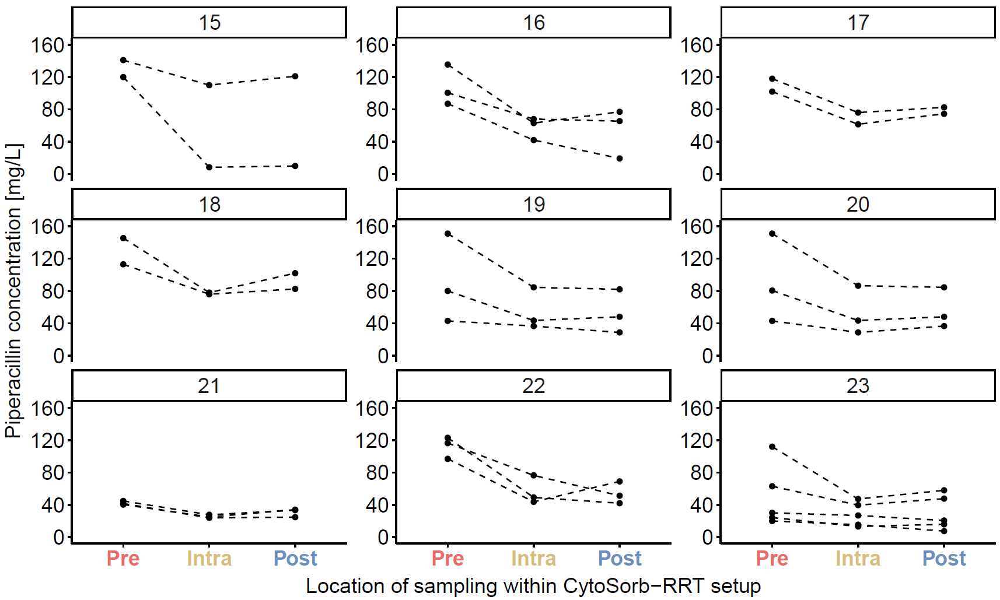 15 16 17
160 160 160
120 120 120
80 80 80
40 40 40
0 0 0
18 19 20
160 160 160
120 120 120
80 80 80
40 40 40
0 0 0
21 22 23
160 160 160
120 120 120
80 80 80
40 40 40
0 0 0
Pre Intra Post Pre Intra Post Pre Intra Post
Location of sampling within CytoSorb−RRT setup
Piperacillin concentration [mg/L]